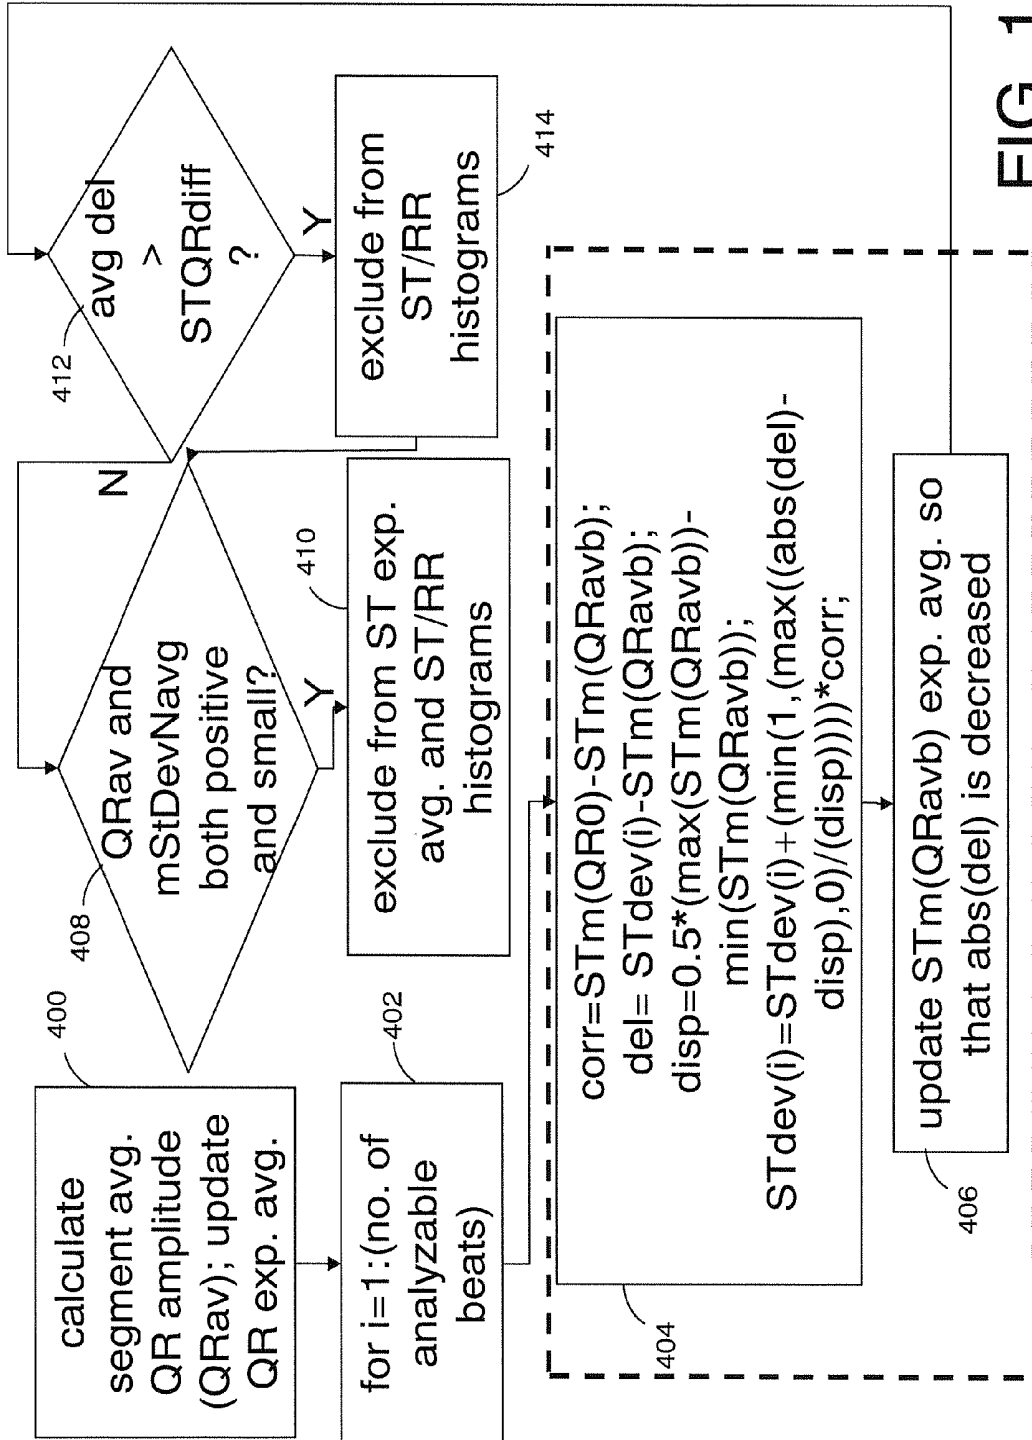 400
calculate
segment avg.
QR amplitude
(QRav); update
QR exp. avg.
402
for i=1:(no. of
analyzable
beats)
404
corr=STm(QR0)-STm(QRavb);
del= STdev(i)-STm(QRavb);
disp=0.5*(max(STm(QRavb))-
min(STm(QRavb));
STdev(i)=STdev(i)+(min(1,(max((abs(del)-
disp),0)/(disp))))*corr;
406
update STm(QRavb) exp. avg. so
that abs(del) is decreased
408
QRav and
mStDevNavg
both positive
and small?
Y
N
410
exclude from ST exp.
avg. and ST/RR
histograms
412
avg del
>
STQRdiff
?
Y
414
exclude from
ST/RR
histograms
FIG. 1